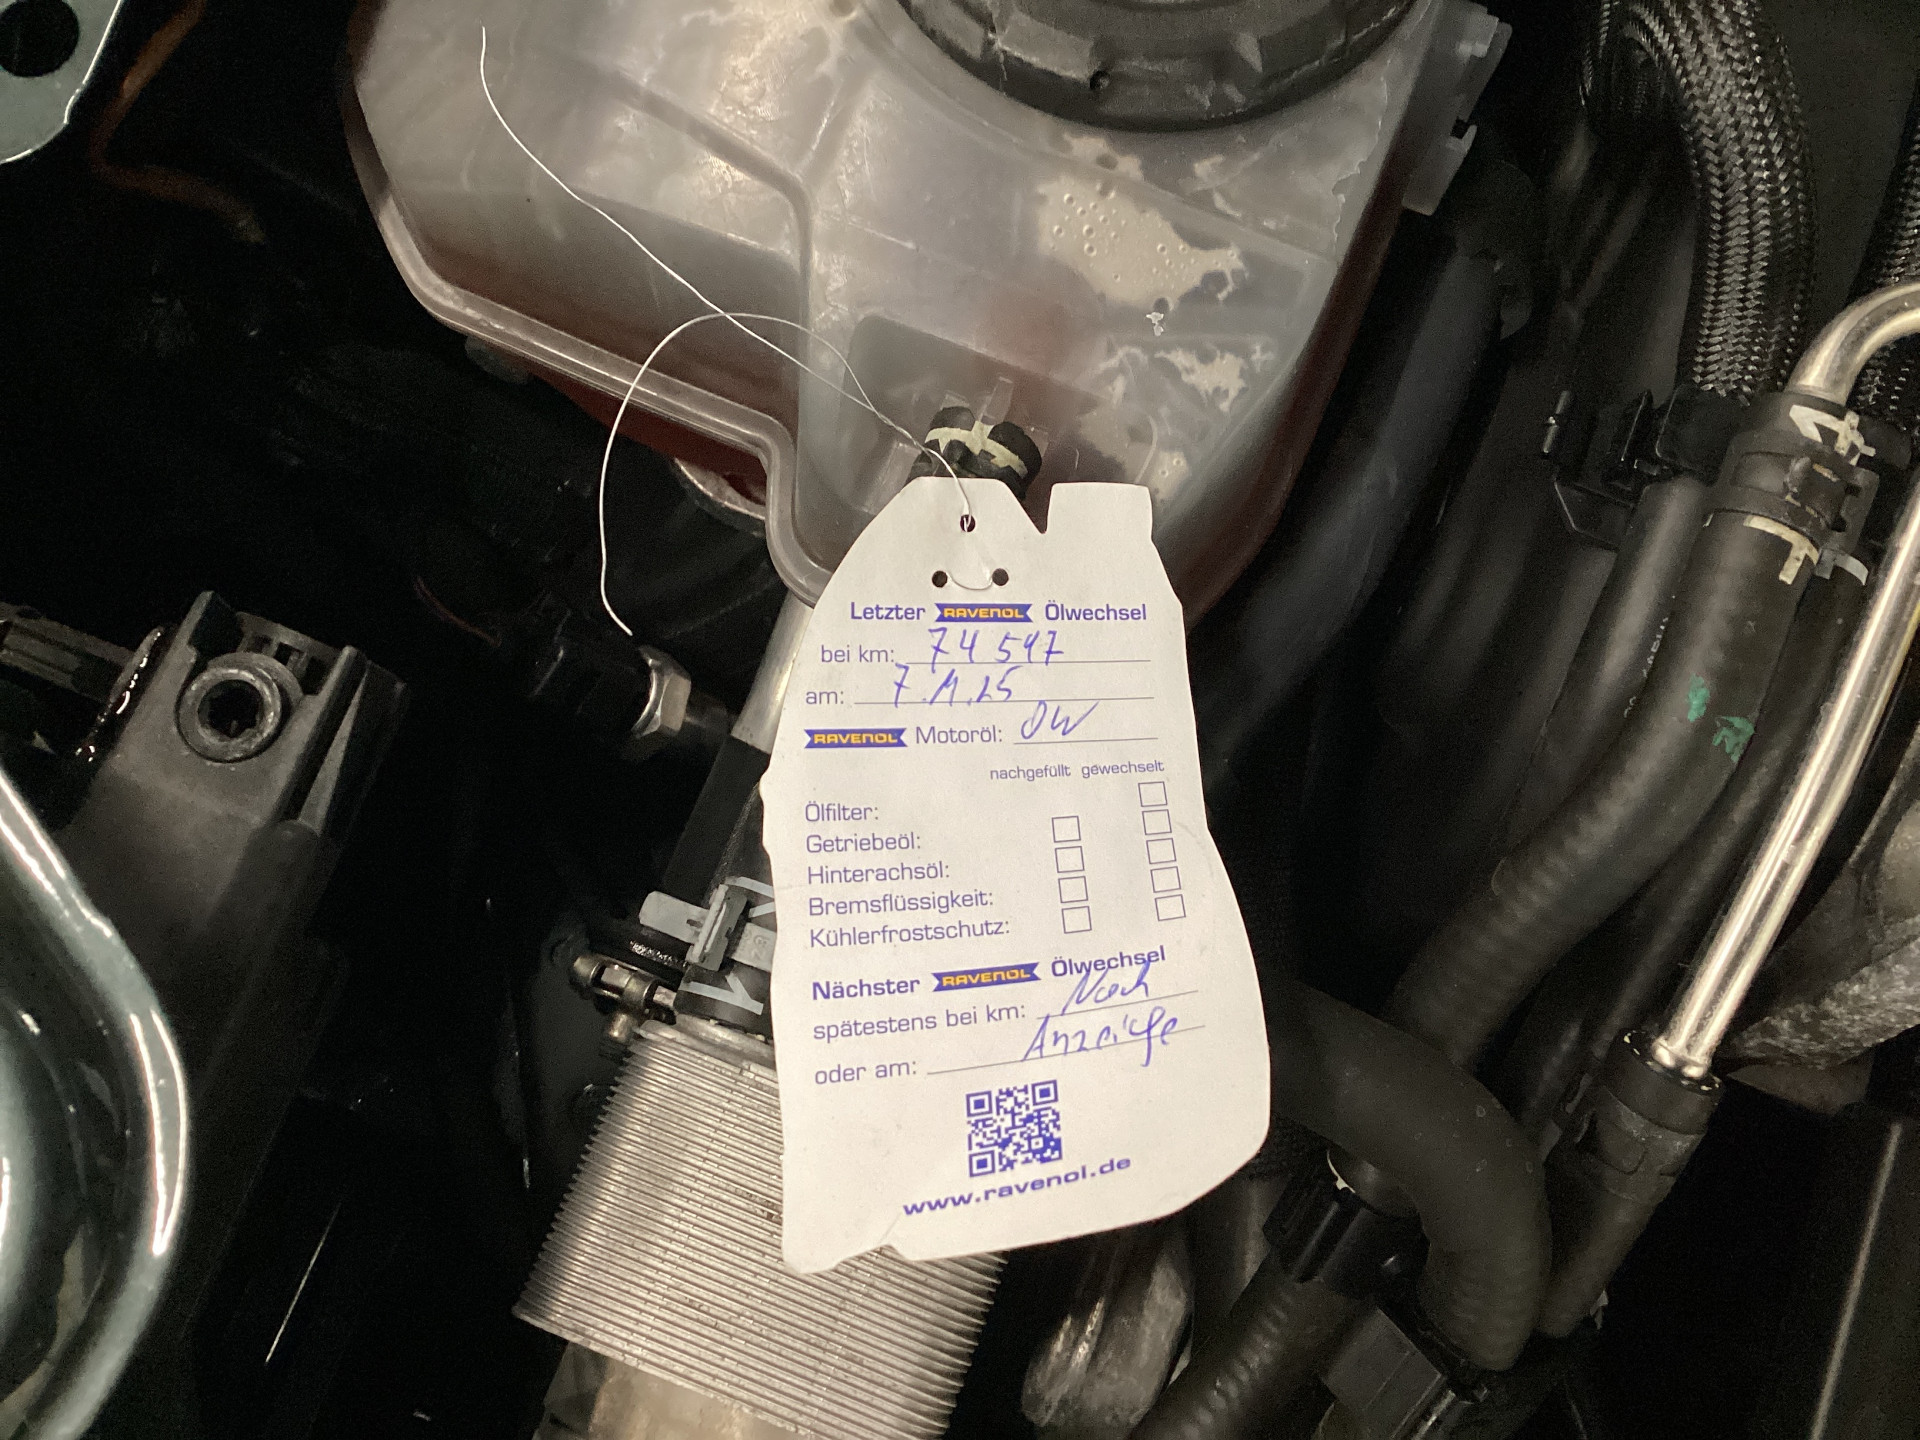 Letzter RAVENOL Ölwechsel
bei km: 74 547
am: 7.11.25
RAVENOL Motoröl: OW
nachgefüllt gewechselt
Ölfilter:
Getriebeöl:
Hinterachsöl:
Bremsflüssigkeit:
Kühlerfrostschutz:
Nächster RAVENOL Ölwechsel
spätestens bei km: Nach
oder am: Anzeige
www.ravenol.de